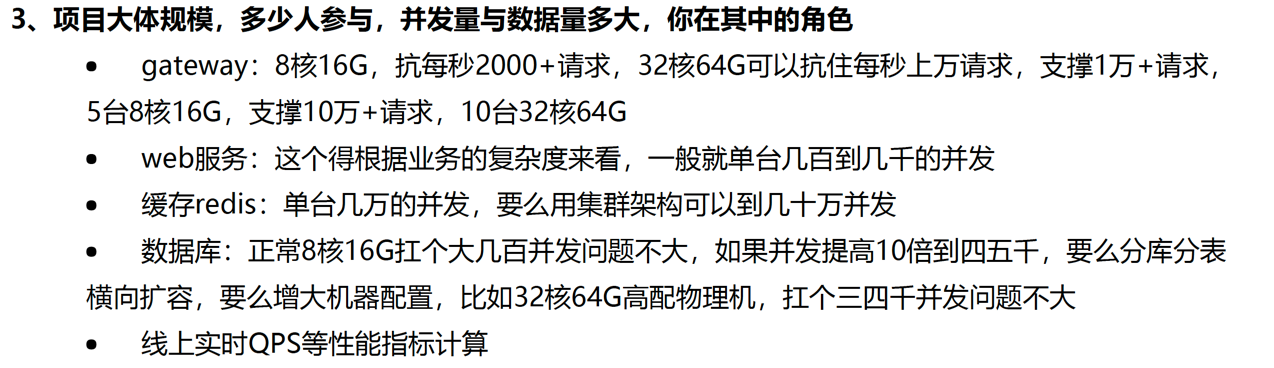 3、项目大体规模，多少人参与，并发量与数据量多大，你在其中的角色
● gateway：8核16G，抗每秒2000+请求，32核64G可以抗住每秒上万请求，支撑1万+请求，
5台8核16G，支撑10万+请求，10台32核64G
● web服务：这个得根据业务的复杂度来看，一般就单台几百到几千的并发
● 缓存redis：单台几万的并发，要么用集群架构可以到几十万并发
● 数据库：正常8核16G扛个大几百并发问题不大，如果并发提高10倍到四五千，要么分库分表
横向扩容，要么增大机器配置，比如32核64G高配物理机，扛个三四千并发问题不大
● 线上实时QPS等性能指标计算